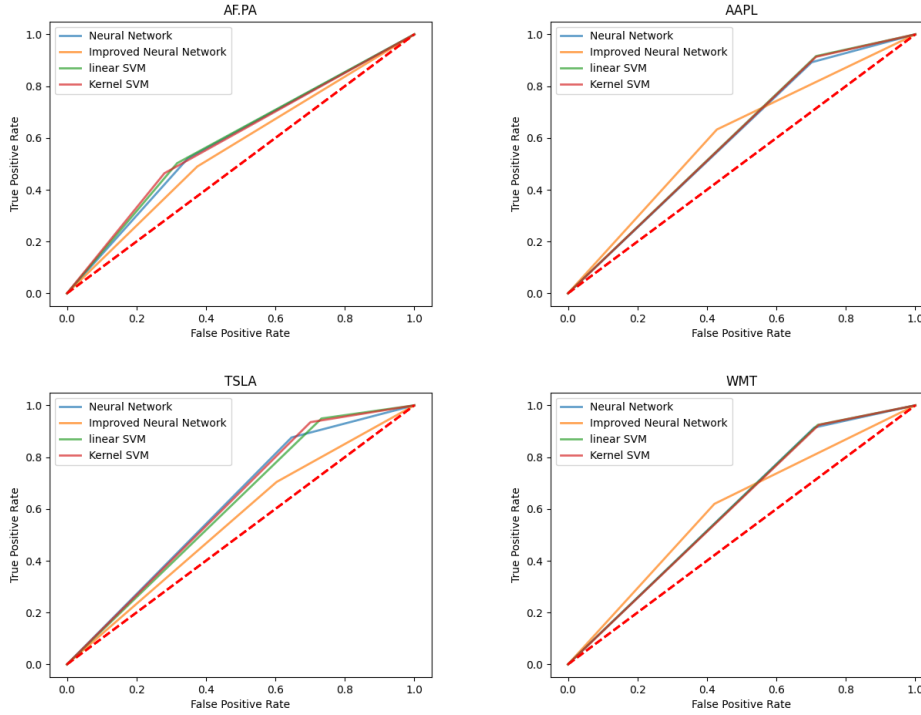 AF.PA
1.0
0.8
0.6
0.4
0.2
0.0
True Positive Rate
Neural Network
Improved Neural Network
linear SVM
Kernel SVM
0.0 0.2 0.4 0.6 0.8 1.0
False Positive Rate
AAPL
1.0
0.8
0.6
0.4
0.2
0.0
True Positive Rate
Neural Network
Improved Neural Network
linear SVM
Kernel SVM
0.0 0.2 0.4 0.6 0.8 1.0
False Positive Rate
TSLA
1.0
0.8
0.6
0.4
0.2
0.0
True Positive Rate
Neural Network
Improved Neural Network
linear SVM
Kernel SVM
0.0 0.2 0.4 0.6 0.8 1.0
False Positive Rate
WMT
1.0
0.8
0.6
0.4
0.2
0.0
True Positive Rate
Neural Network
Improved Neural Network
linear SVM
Kernel SVM
0.0 0.2 0.4 0.6 0.8 1.0
False Positive Rate